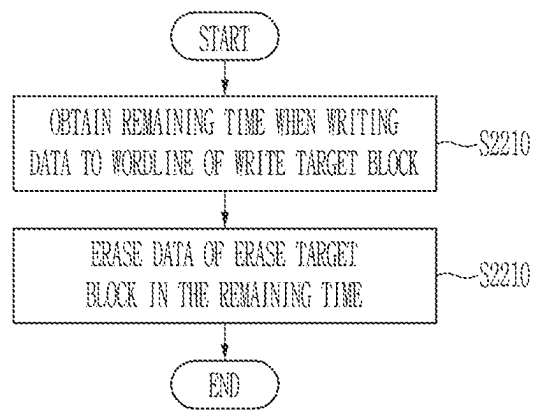 START
OBTAIN REMAINING TIME WHEN WRITING
DATA TO WORDLINE OF WRITE TARGET BLOCK
S2210
ERASE DATA OF ERASE TARGET
BLOCK IN THE REMAINING TIME
S2210
END